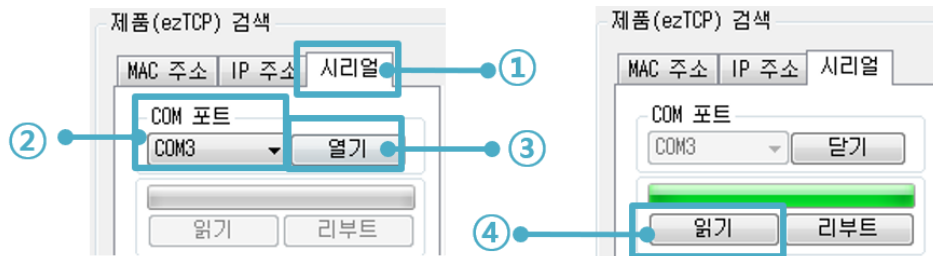 제품(ezTCP) 검색
MAC 주소 IP 주소 시리얼 ①
COM 포트
② COM3 열기 ③
읽기 리부트
제품(ezTCP) 검색
MAC 주소 IP 주소 시리얼
COM 포트
COM3 닫기
④ 읽기 리부트